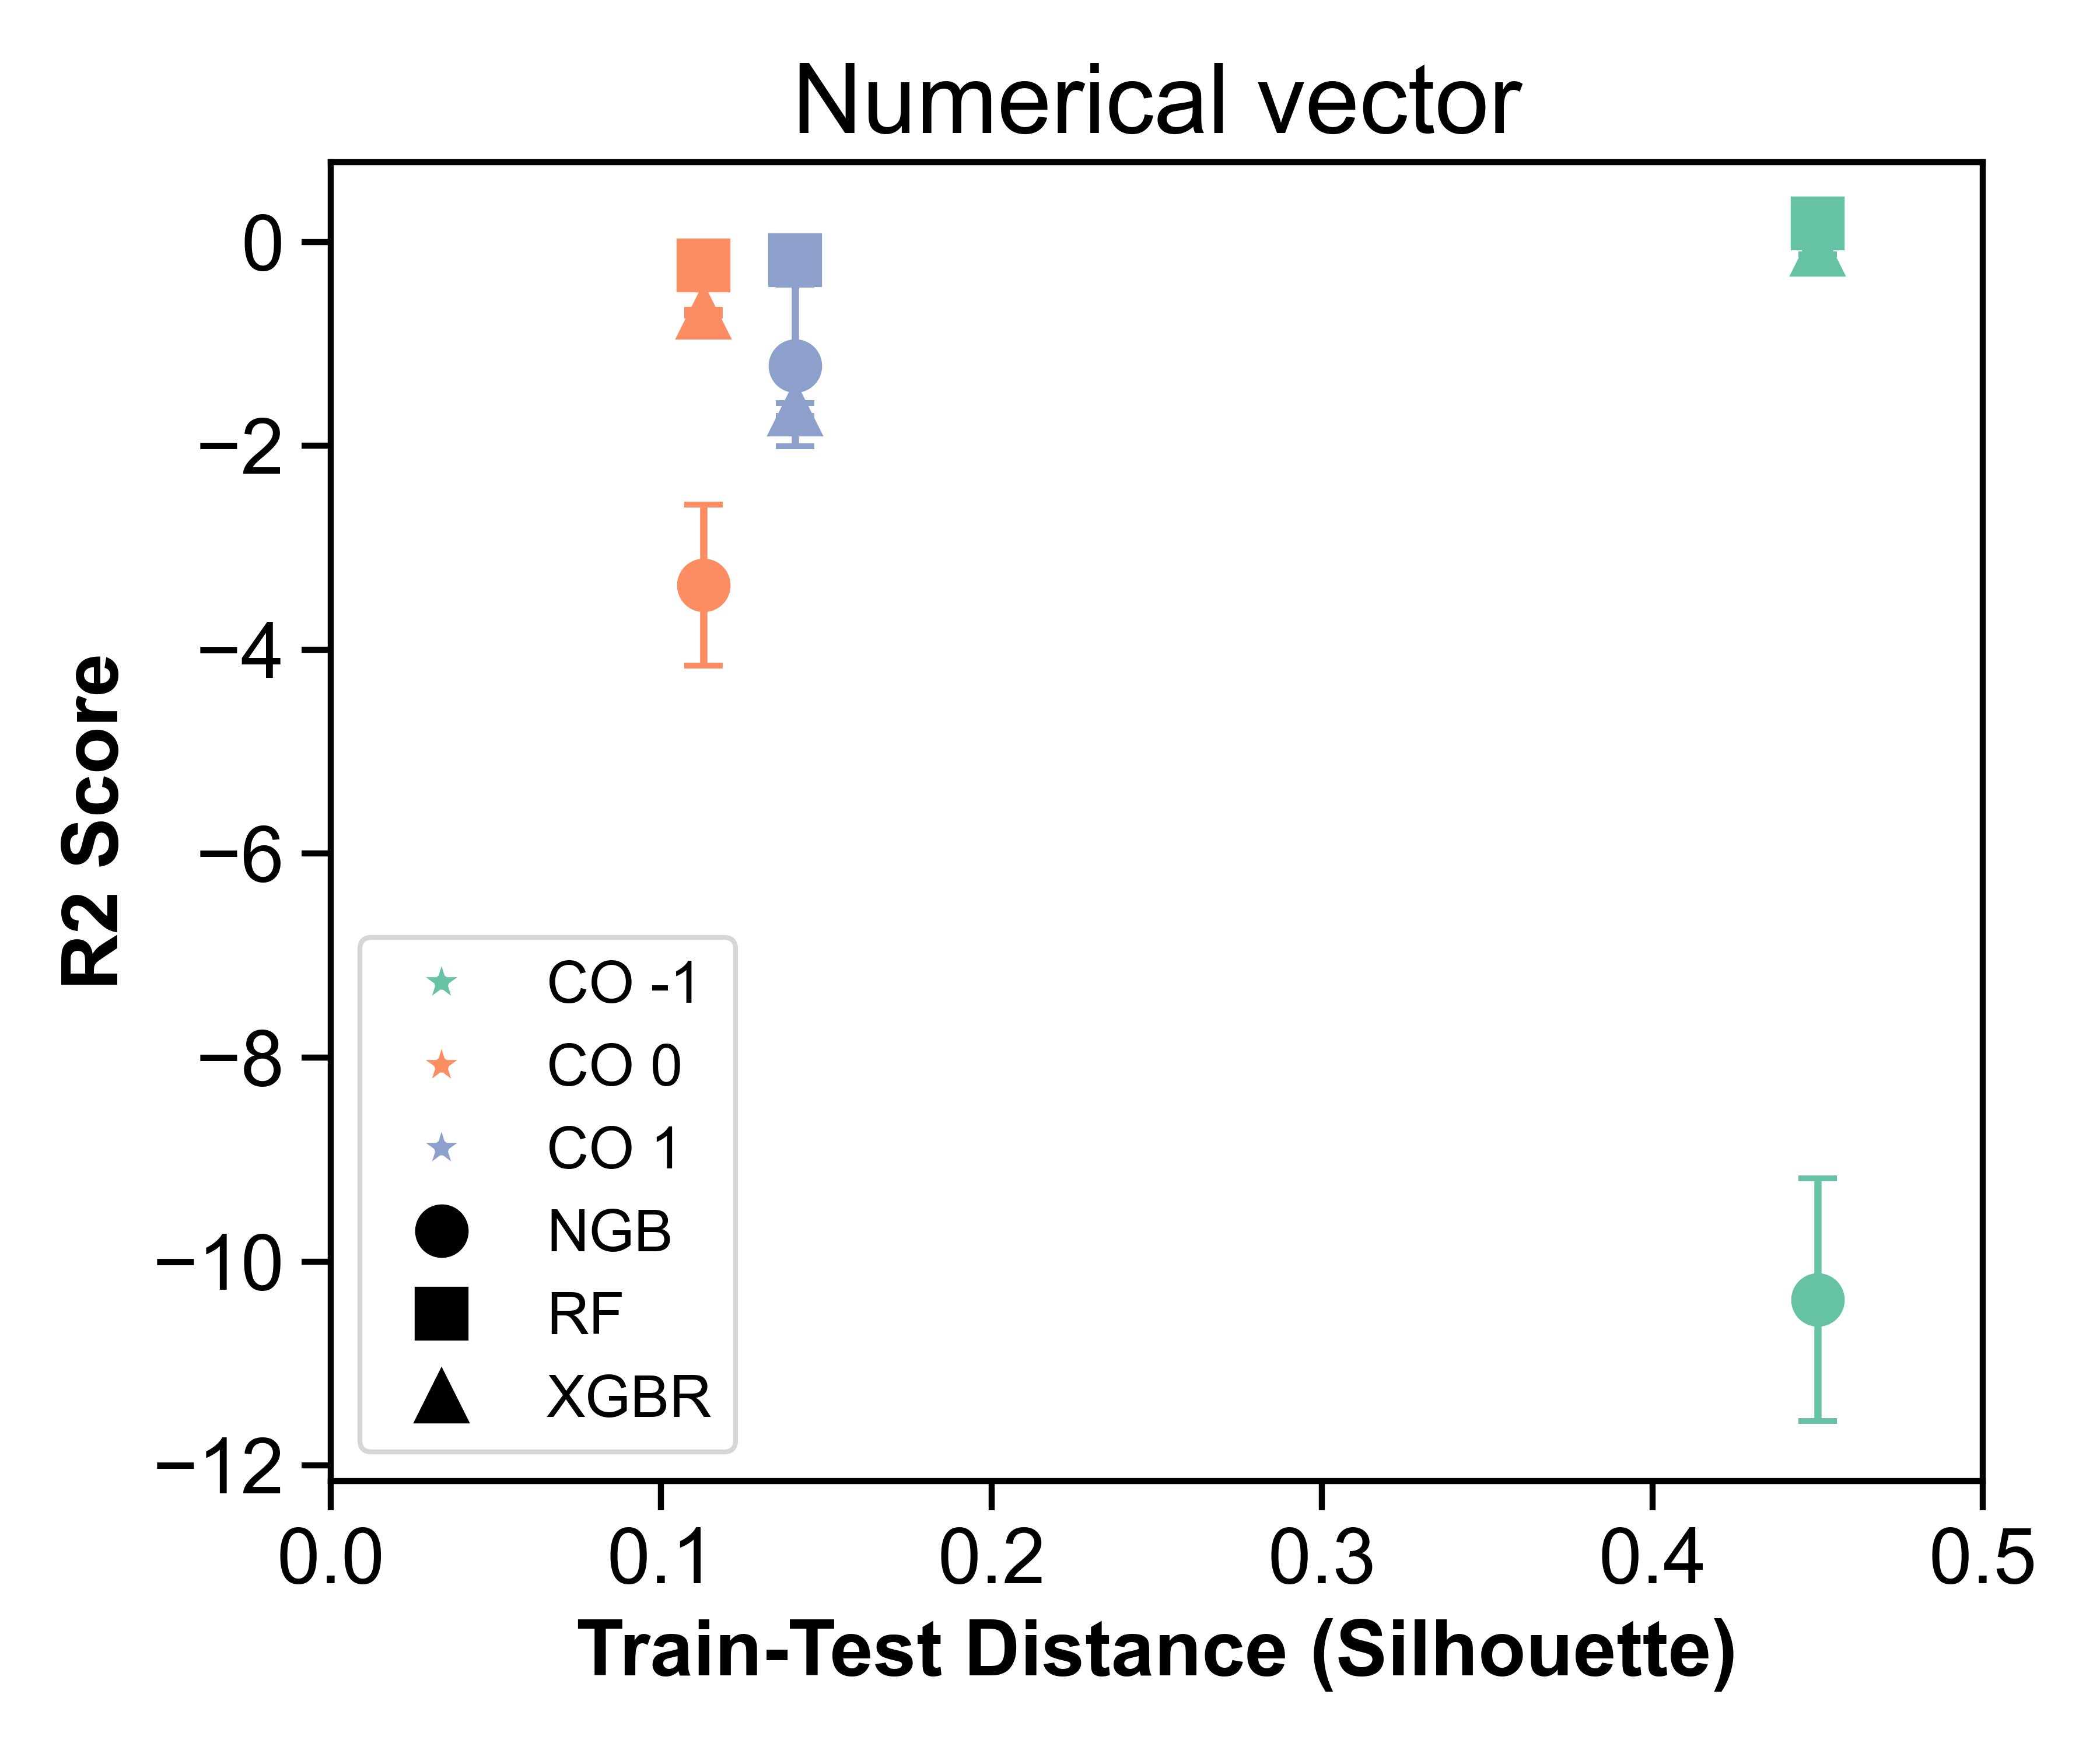 Numerical vector
R2 Score
0
−2
−4
−6
−8
−10
−12
CO -1
CO 0
CO 1
NGB
RF
XGBR
0.0 0.1 0.2 0.3 0.4 0.5
Train-Test Distance (Silhouette)